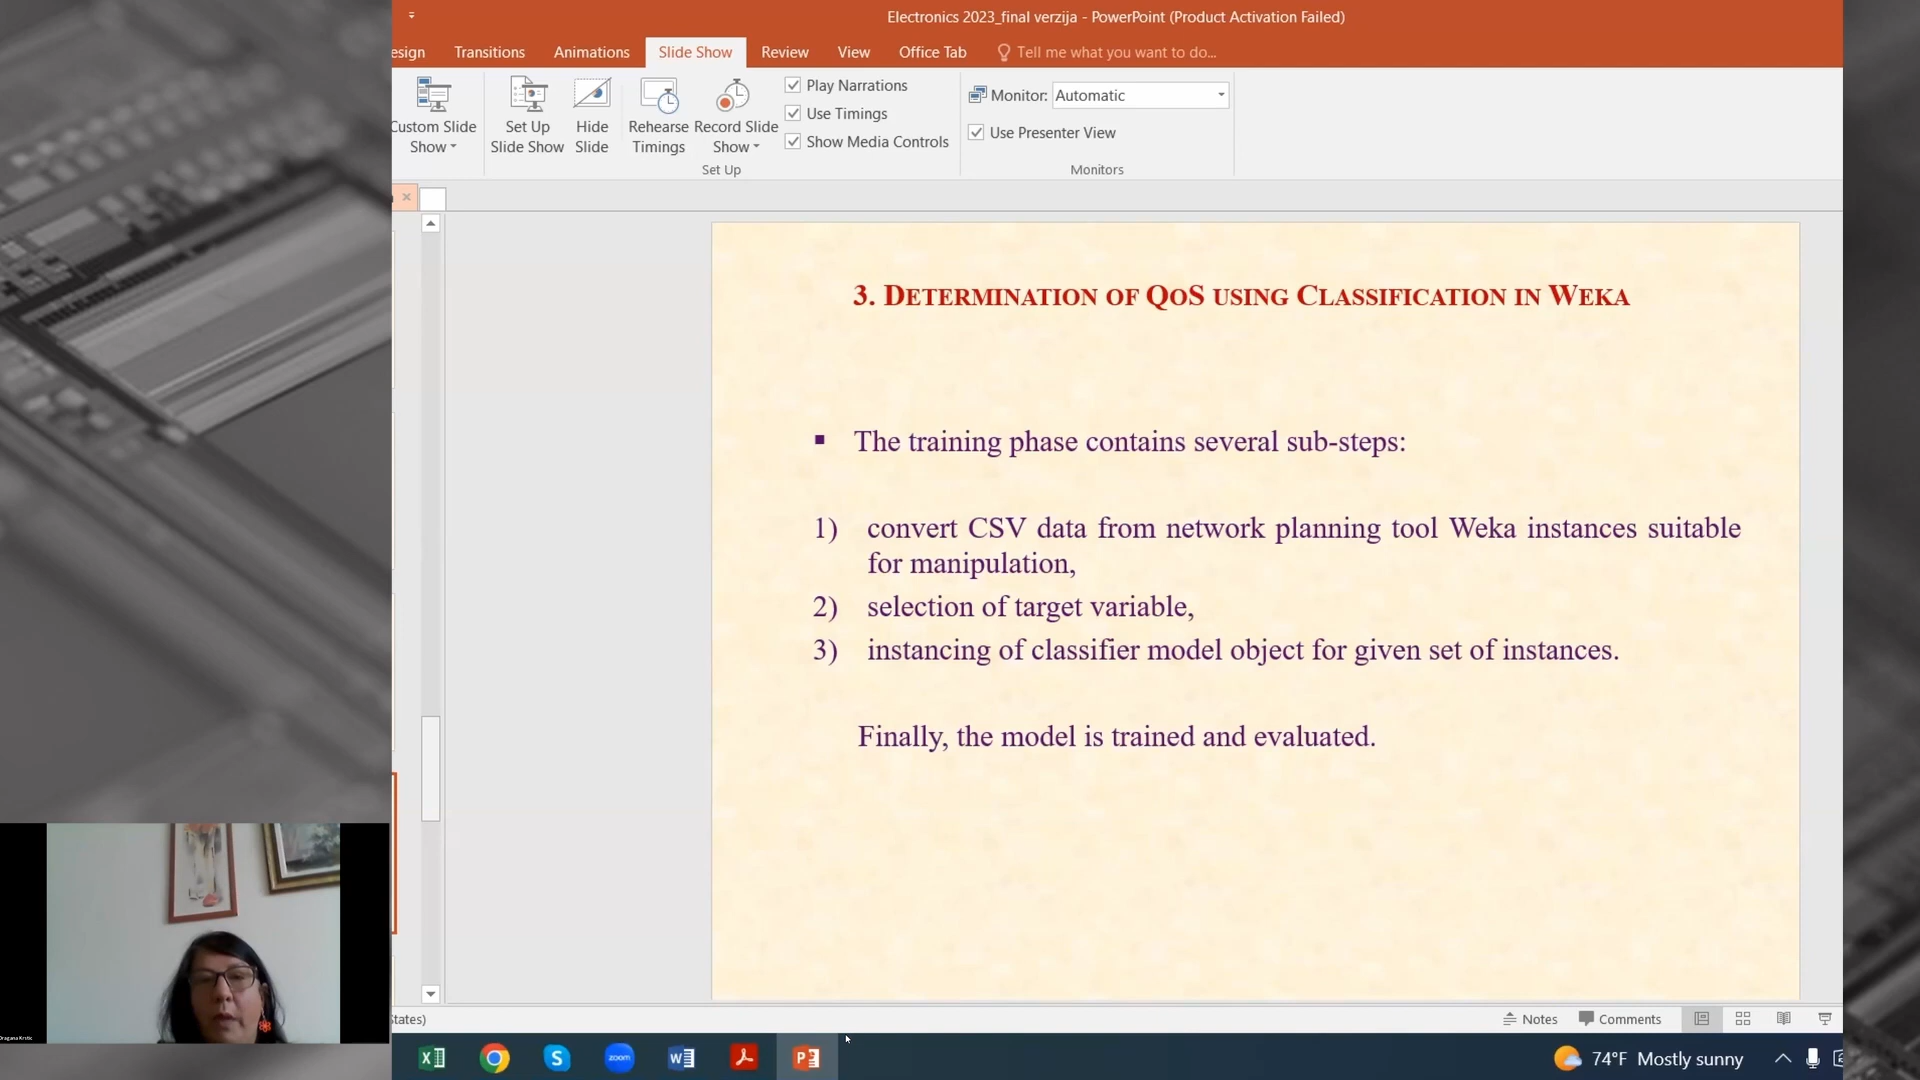 Electronics 2023_final verzija - PowerPoint (Product Activation Failed)
esign Transitions Animations Slide Show Review View Office Tab Tell me what you want to do...
Custom Slide Show
Set Up Slide Show
Hide Slide
Rehearse Timings
Record Slide Show
Play Narrations
Use Timings
Show Media Controls
Set Up
Monitor: Automatic
Use Presenter View
Monitors
3. DETERMINATION OF QOS USING CLASSIFICATION IN WEKA
▪ The training phase contains several sub-steps:
1) convert CSV data from network planning tool Weka instances suitable
for manipulation,
2) selection of target variable,
3) instancing of classifier model object for given set of instances.
Finally, the model is trained and evaluated.
States)
Notes Comments
Dragana Krstic
zoom
74°F Mostly sunny